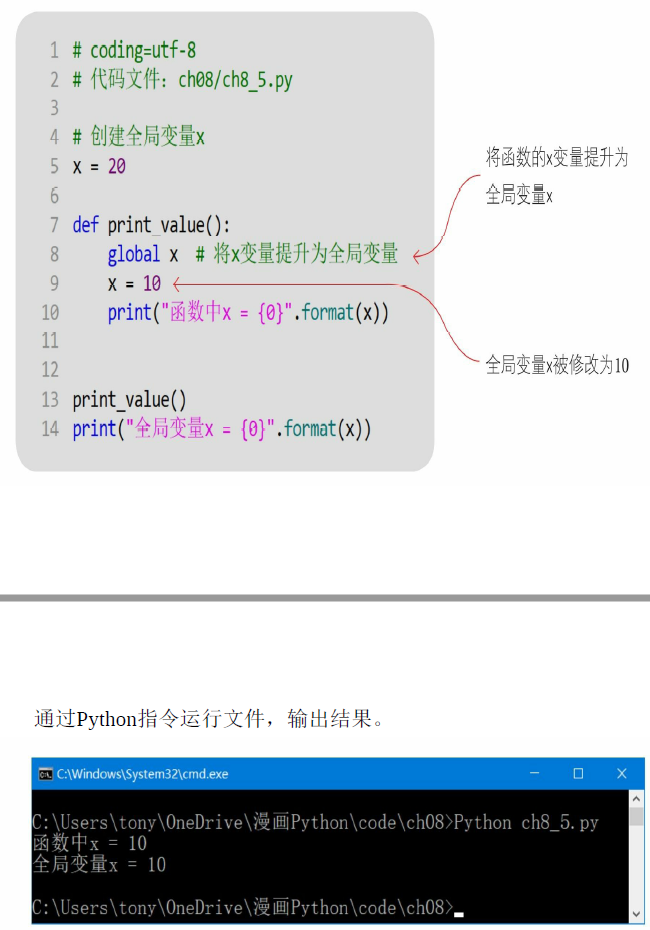 1 # coding=utf-8
2 # 代码文件：ch08/ch8_5.py
3
4 # 创建全局变量x
5 x = 20
6
7 def print_value():
8     global x  # 将x变量提升为全局变量
9     x = 10
10     print("函数中x = {0}".format(x))
11
12
13 print_value()
14 print("全局变量x = {0}".format(x))
将函数的x变量提升为
全局变量x
全局变量x被修改为10
通过Python指令运行文件，输出结果。
C:\Windows\System32\cmd.exe
C:\Users\tony\OneDrive\漫画Python\code\ch08>Python ch8_5.py
函数中x = 10
全局变量x = 10
C:\Users\tony\OneDrive\漫画Python\code\ch08>